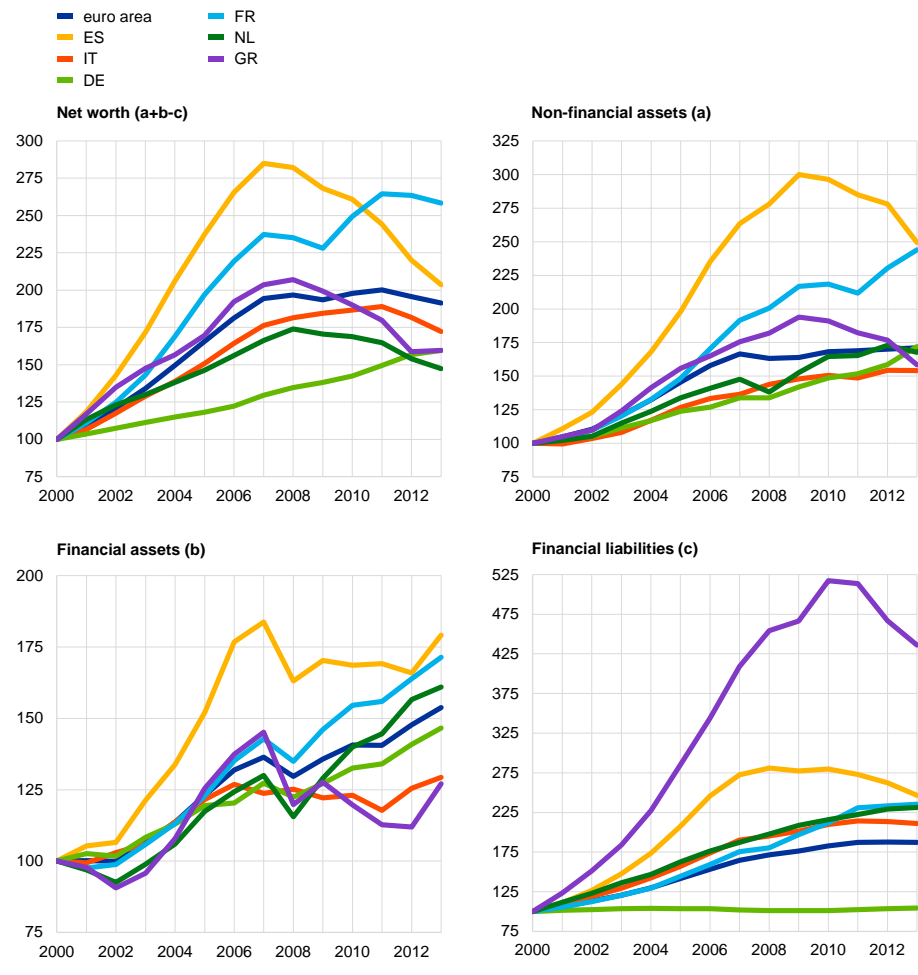 euro area
ES
IT
DE
FR
NL
GR
Net worth (a+b-c)
300
275
250
225
200
175
150
125
100
75
2000 2002 2004 2006 2008 2010 2012
Non-financial assets (a)
325
300
275
250
225
200
175
150
125
100
75
2000 2002 2004 2006 2008 2010 2012
Financial assets (b)
200
175
150
125
100
75
2000 2002 2004 2006 2008 2010 2012
Financial liabilities (c)
525
475
425
375
325
275
225
175
125
75
2000 2002 2004 2006 2008 2010 2012